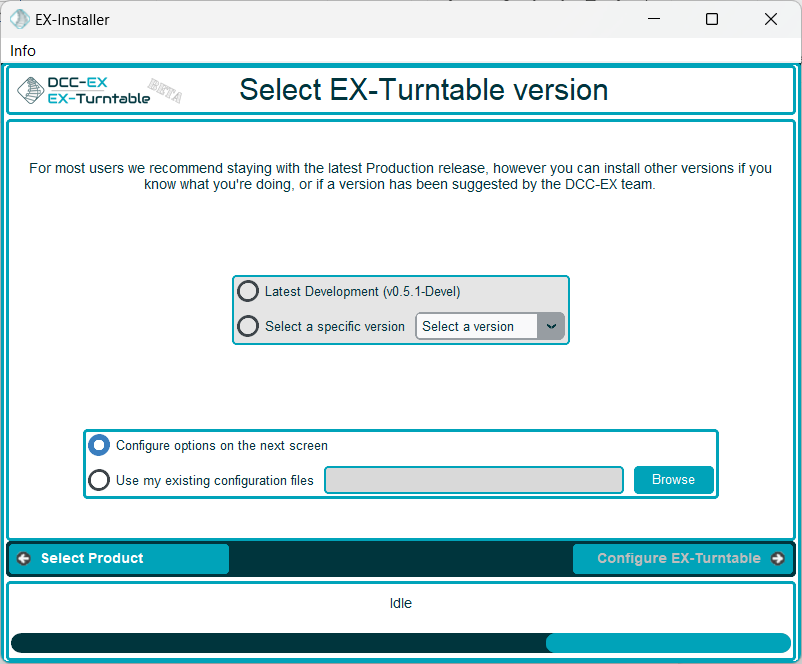 EX-Installer
Info
DCC-EX
EX-Turntable
BETA
Select EX-Turntable version
For most users we recommend staying with the latest Production release, however you can install other versions if you
know what you're doing, or if a version has been suggested by the DCC-EX team.
Latest Development (v0.5.1-Devel)
Select a specific version Select a version
Configure options on the next screen
Use my existing configuration files Browse
Select Product Configure EX-Turntable
Idle